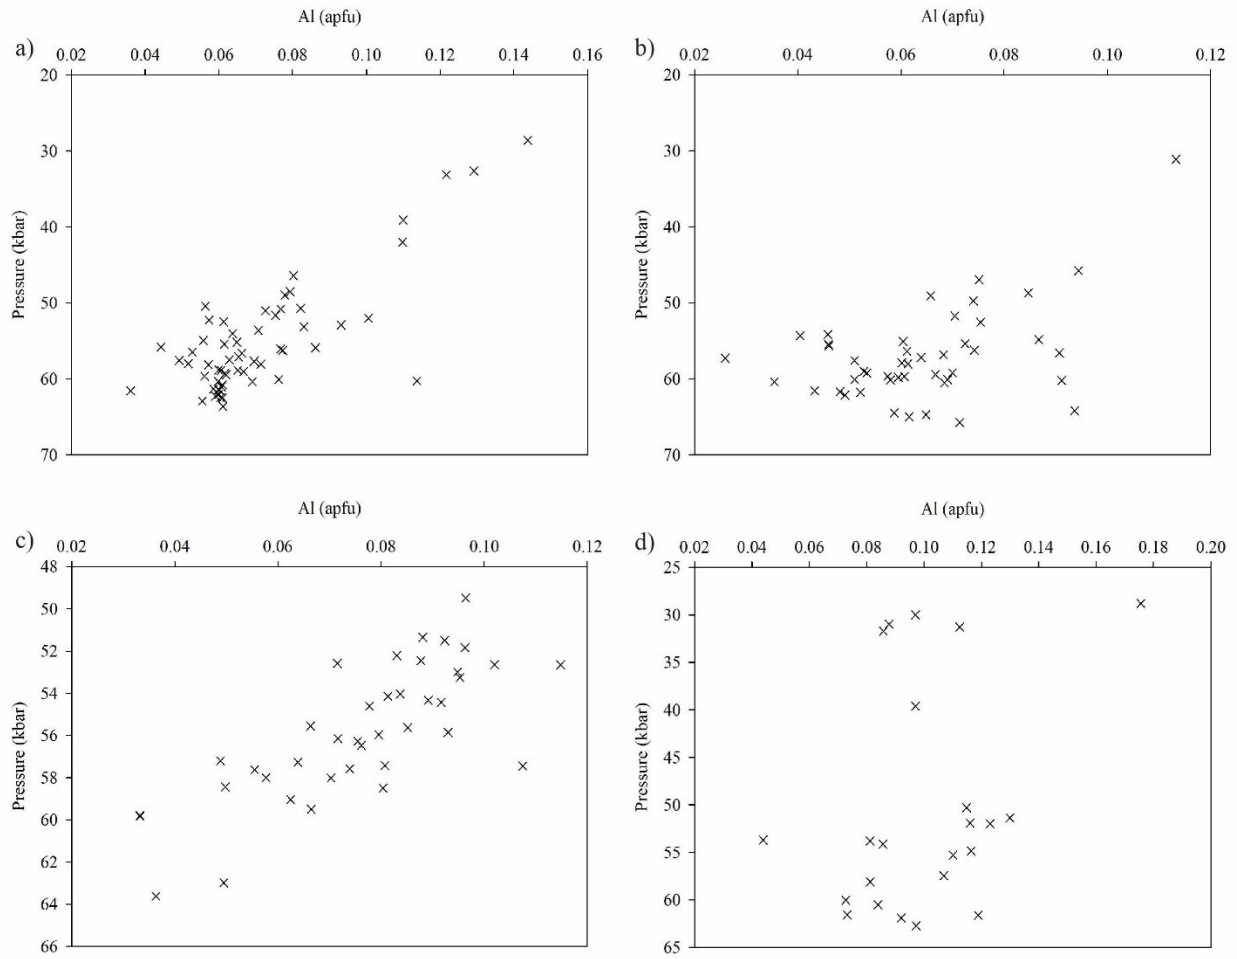 Al (apfu)
a) 0.02 0.04 0.06 0.08 0.10 0.12 0.14 0.16
20
30
40
50
60
70
Pressure (kbar)
Al (apfu)
b) 0.02 0.04 0.06 0.08 0.10 0.12
20
30
40
50
60
70
Pressure (kbar)
Al (apfu)
c) 0.02 0.04 0.06 0.08 0.10 0.12
48
50
52
54
56
58
60
62
64
66
Pressure (kbar)
Al (apfu)
d) 0.02 0.04 0.06 0.08 0.10 0.12 0.14 0.16 0.18 0.20
25
30
35
40
45
50
55
60
65
Pressure (kbar)